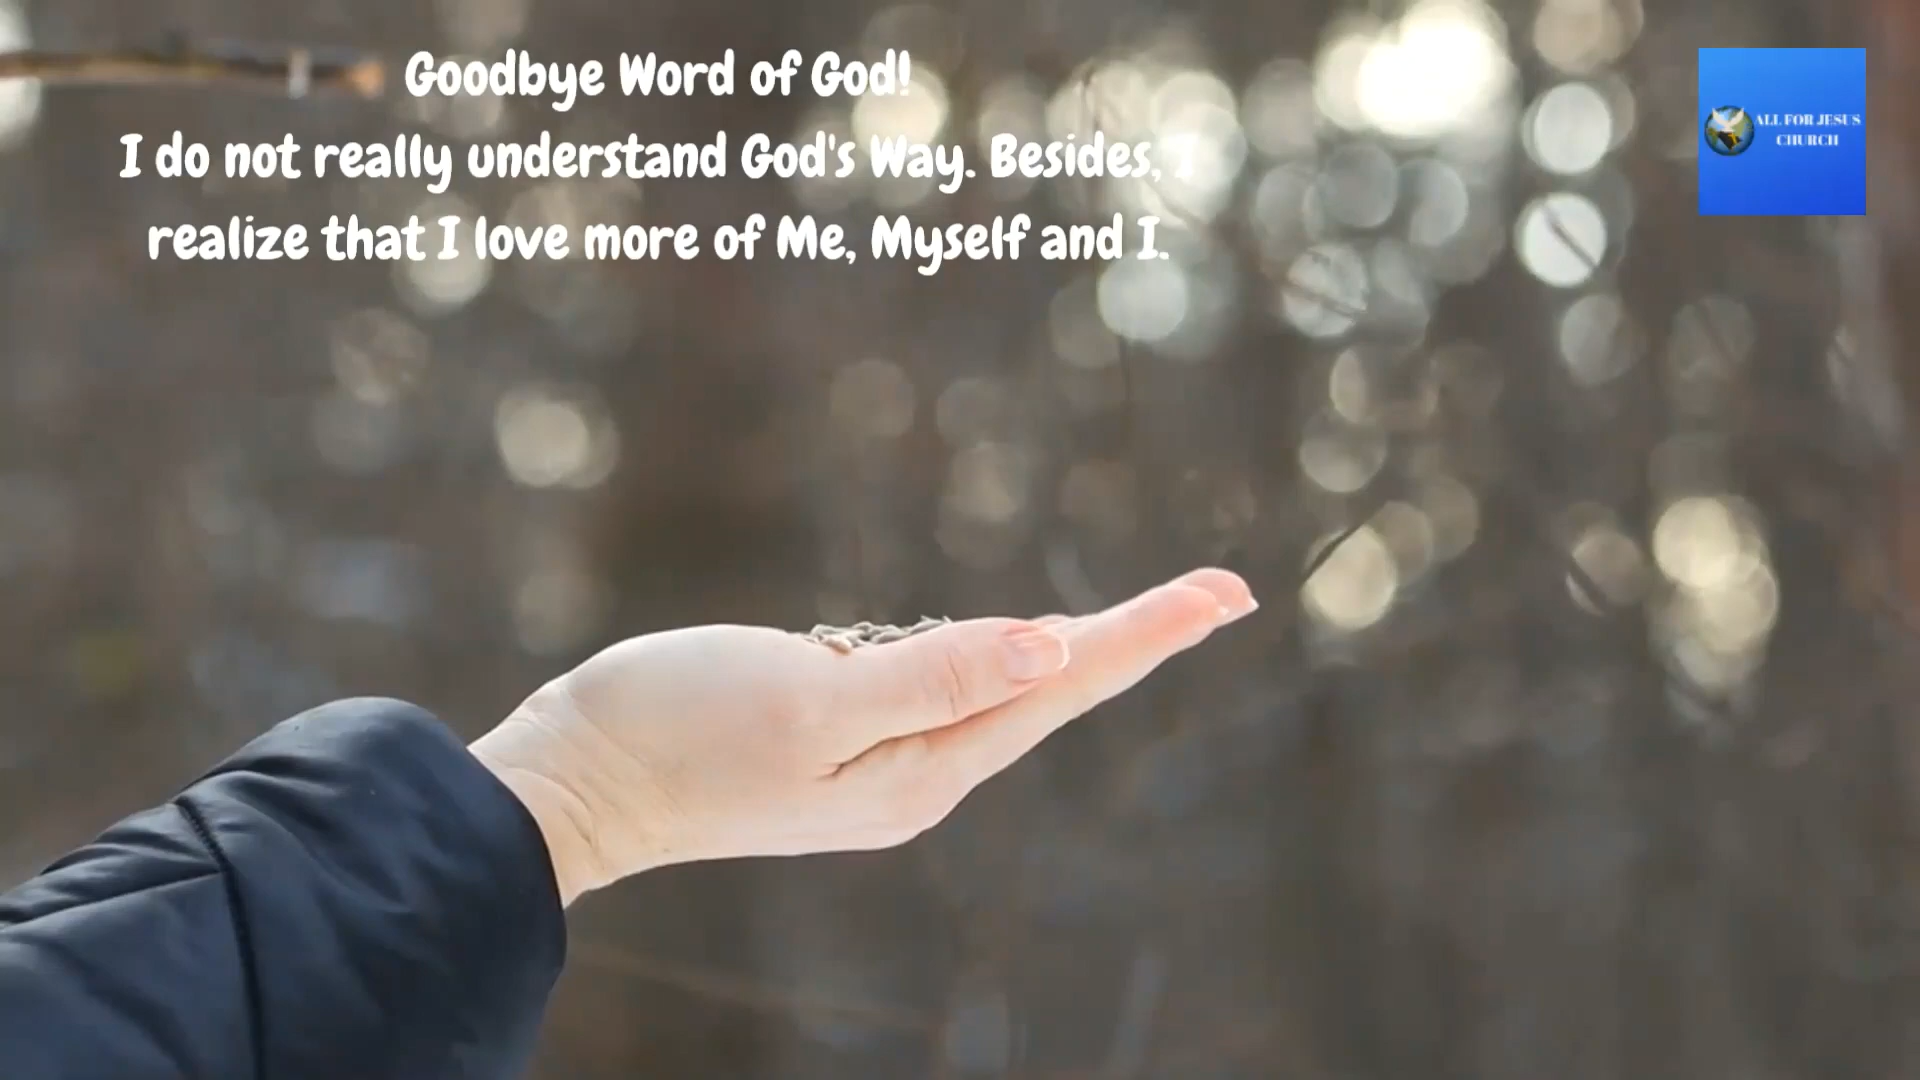 Goodbye Word of God!
I do not really understand God's Way. Besides, I
realize that I love more of Me, Myself and I.
ALL FOR JESUS
CHURCH